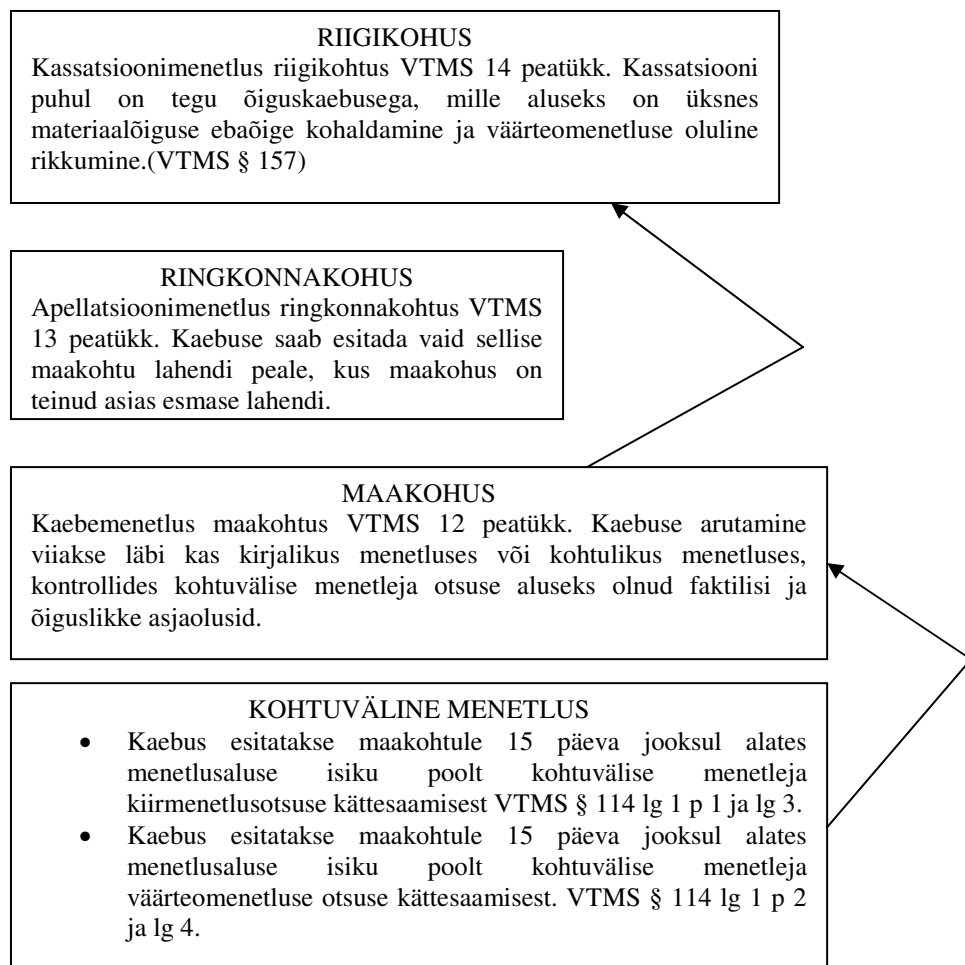 RIIGIKOHUS
Kassatsioonimenetlus riigikohtus VTMS 14 peatükk. Kassatsiooni
puhul on tegu õiguskaebusega, mille aluseks on üksnes
materiaalõiguse ebaõige kohaldamine ja väärteomenetluse oluline
rikkumine.(VTMS § 157)
RINGKONNAKOHUS
Apellatsioonimenetlus ringkonnakohtus VTMS
13 peatükk. Kaebuse saab esitada vaid sellise
maakohtu lahendi peale, kus maakohus on
teinud asjas esmase lahendi.
MAAKOHUS
Kaebemenetlus maakohtus VTMS 12 peatükk. Kaebuse arutamine
viiakse läbi kas kirjalikus menetluses või kohtulikus menetluses,
kontrollides kohtuvälise menetleja otsuse aluseks olnud faktilisi ja
õiguslikke asjaolusid.
KOHTUVÄLINE MENETLUS
• Kaebus esitatakse maakohtule 15 päeva jooksul alates
menetlusaluse isiku poolt kohtuvälise menetleja
kiirmenetlusotsuse kättesaamisest VTMS § 114 lg 1 p 1 ja lg 3.
• Kaebus esitatakse maakohtule 15 päeva jooksul alates
menetlusaluse isiku poolt kohtuvälise menetleja
väärteomenetluse otsuse kättesaamisest. VTMS § 114 lg 1 p 2
ja lg 4.